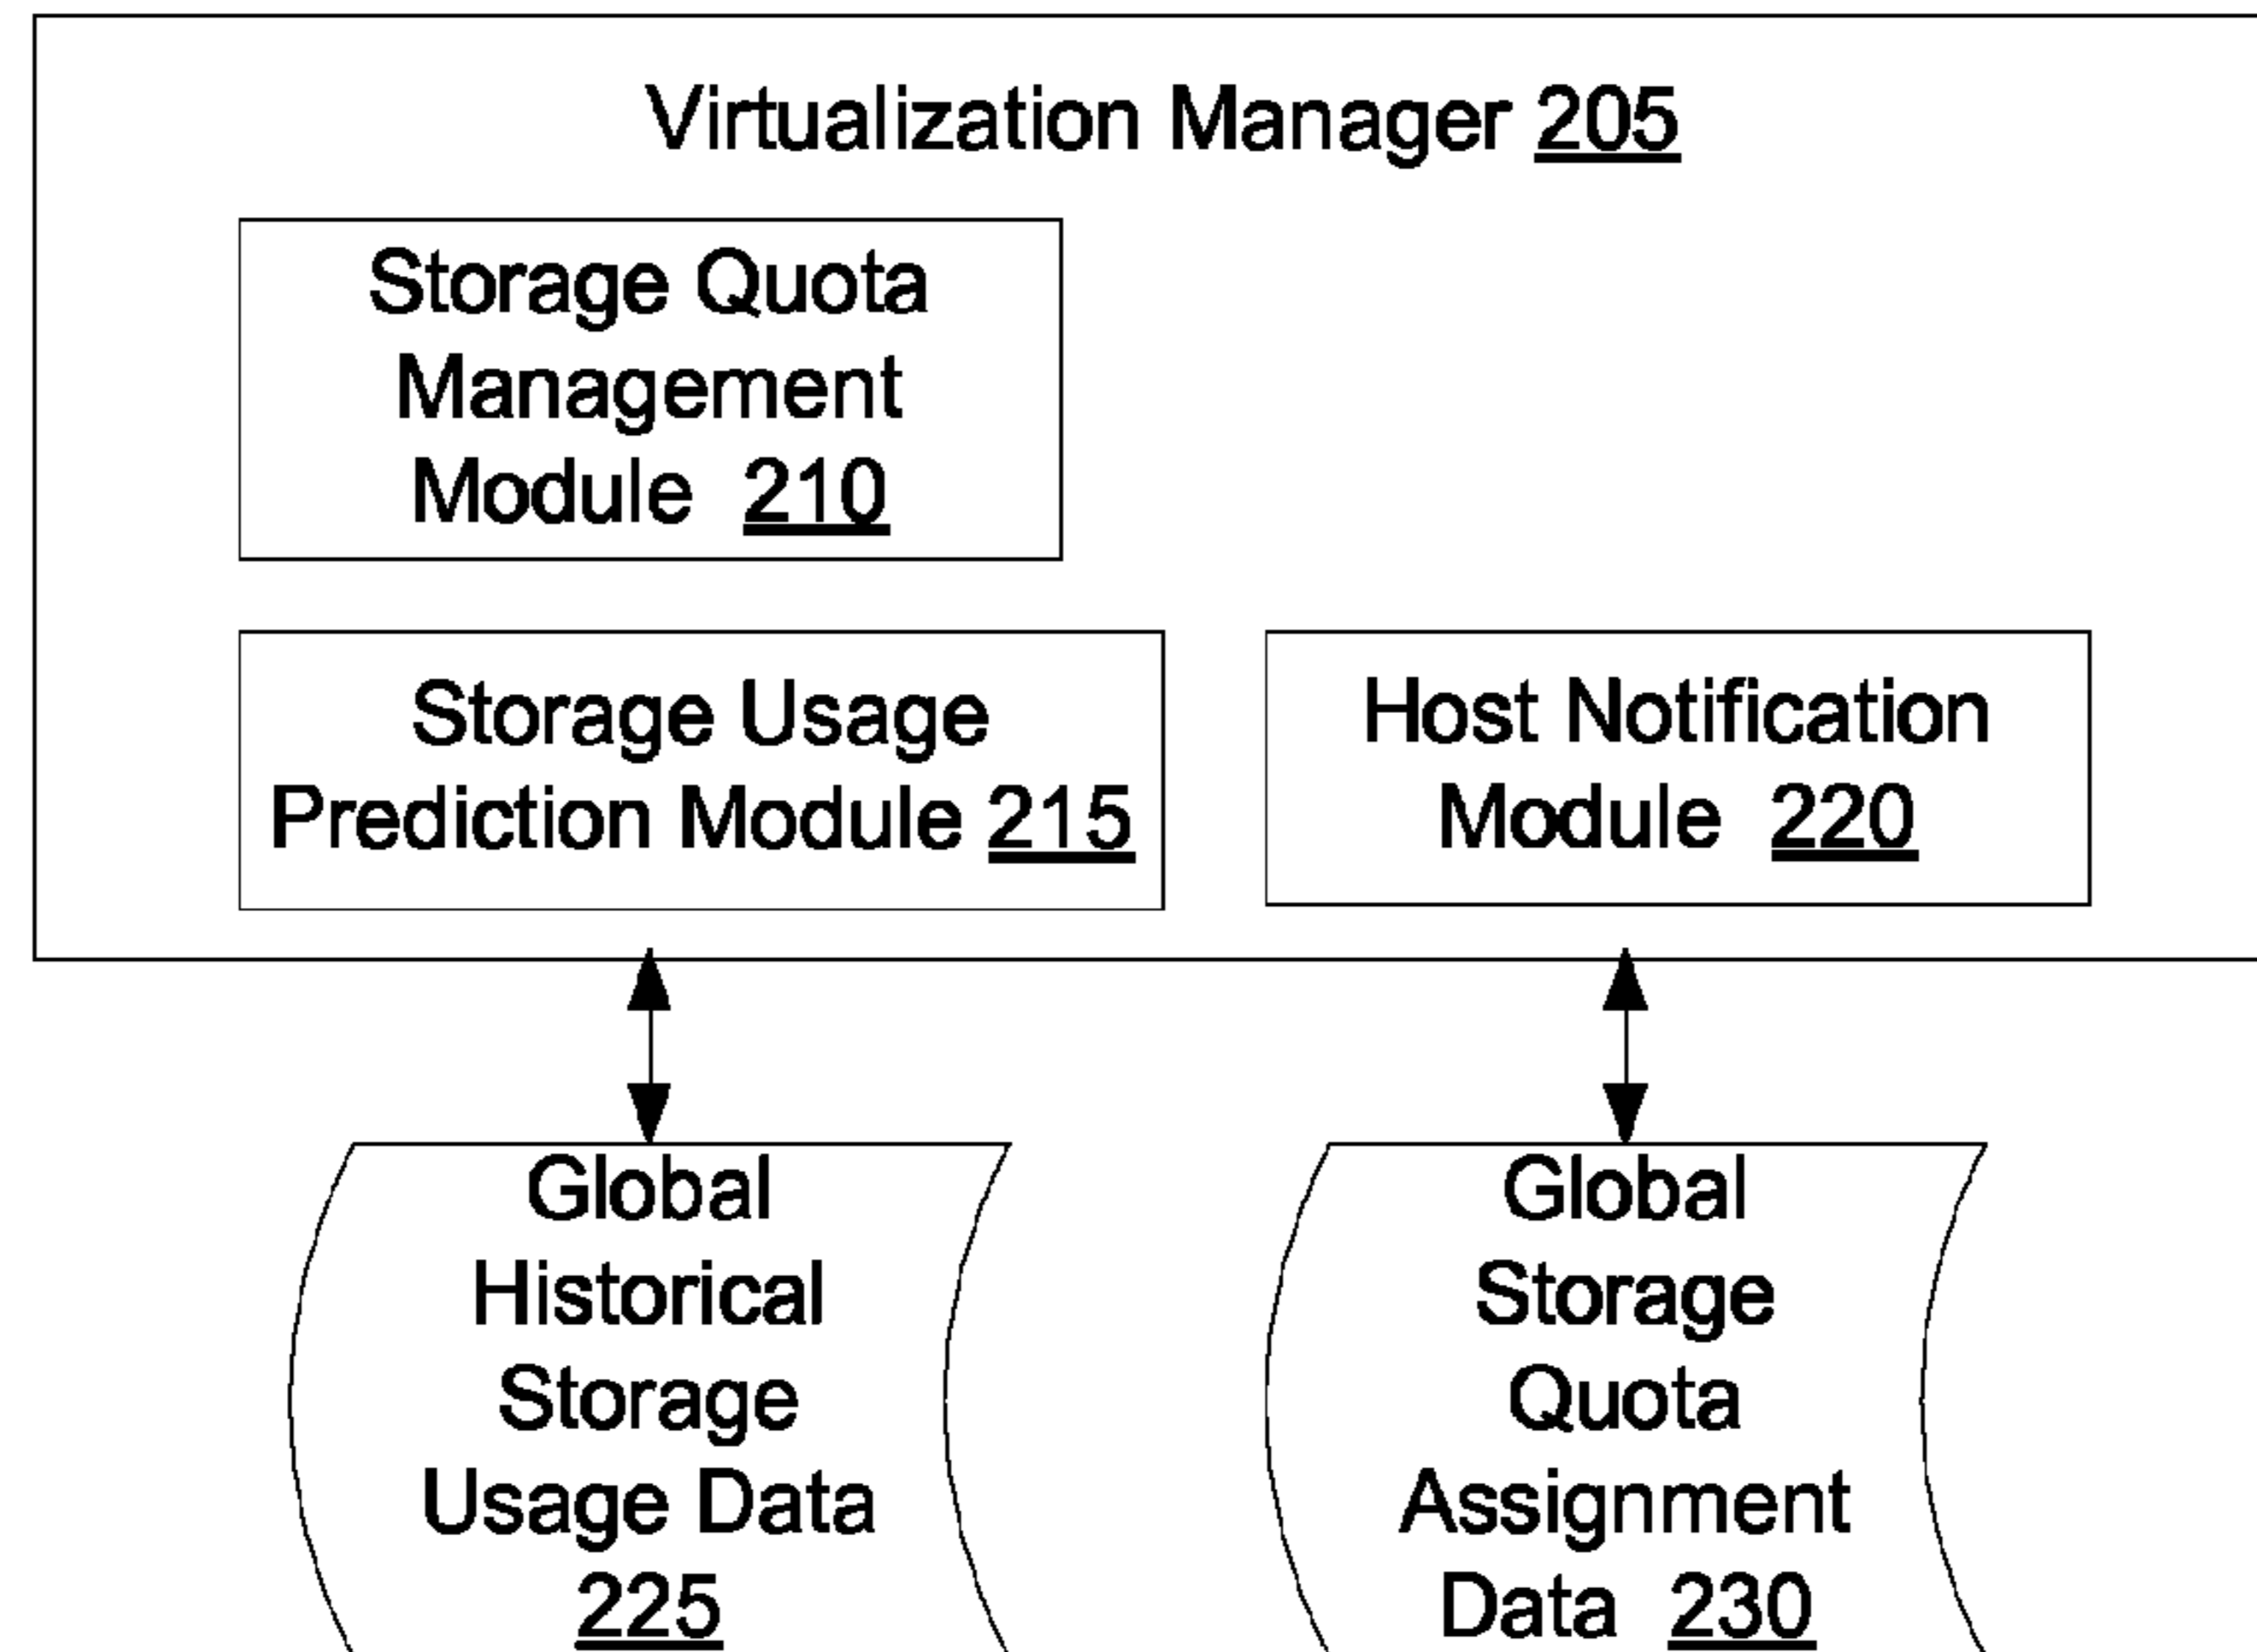 Virtualization Manager 205
Storage Quota
Management
Module 210
Storage Usage
Prediction Module 215
Host Notification
Module 220
Global
Historical
Storage
Usage Data
225
Global
Storage
Quota
Assignment
Data 230